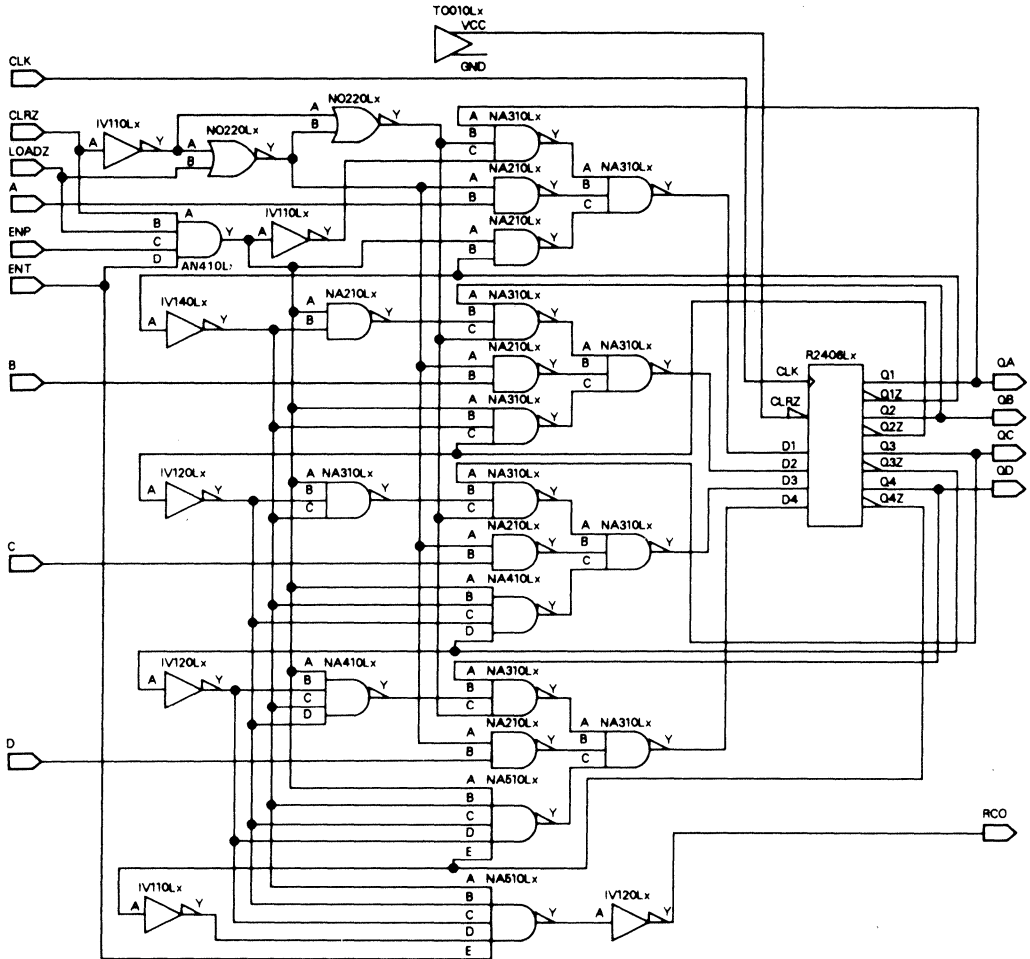 TO010Lx
VCC
GND
CLK
CLRZ
IV110Lx
A
Y
NO220Lx
A
B
Y
NO220Lx
A
B
Y
A NA310Lx
B
C
Y
LOADZ
A
A NA210Lx
B
Y
A NA310Lx
B
C
Y
A
B
C
D
Y
AN410Lx
IV110Lx
A
Y
NA210Lx
A
B
Y
ENP
ENT
IV140Lx
A
Y
NA210Lx
A
B
Y
A NA310Lx
B
C
Y
B
NA210Lx
A
B
Y
A NA310Lx
B
C
Y
NA310Lx
A
B
C
Y
R2408Lx
CLK
CLRZ
D1
D2
D3
D4
Q1
Q1Z
Q2
Q2Z
Q3
Q3Z
Q4
Q4Z
QA
QB
QC
QD
IV120Lx
A
Y
A NA310Lx
B
C
Y
A NA310Lx
B
C
Y
C
NA210Lx
A
B
Y
A NA310Lx
B
C
Y
A NA410Lx
B
C
D
Y
IV120Lx
A
Y
A NA410Lx
B
C
D
Y
A NA310Lx
B
C
Y
D
NA210Lx
A
B
Y
A NA310Lx
B
C
Y
A NA510Lx
B
C
D
E
Y
IV110Lx
A
Y
A NA510Lx
B
C
D
E
Y
IV120Lx
A
Y
RCO